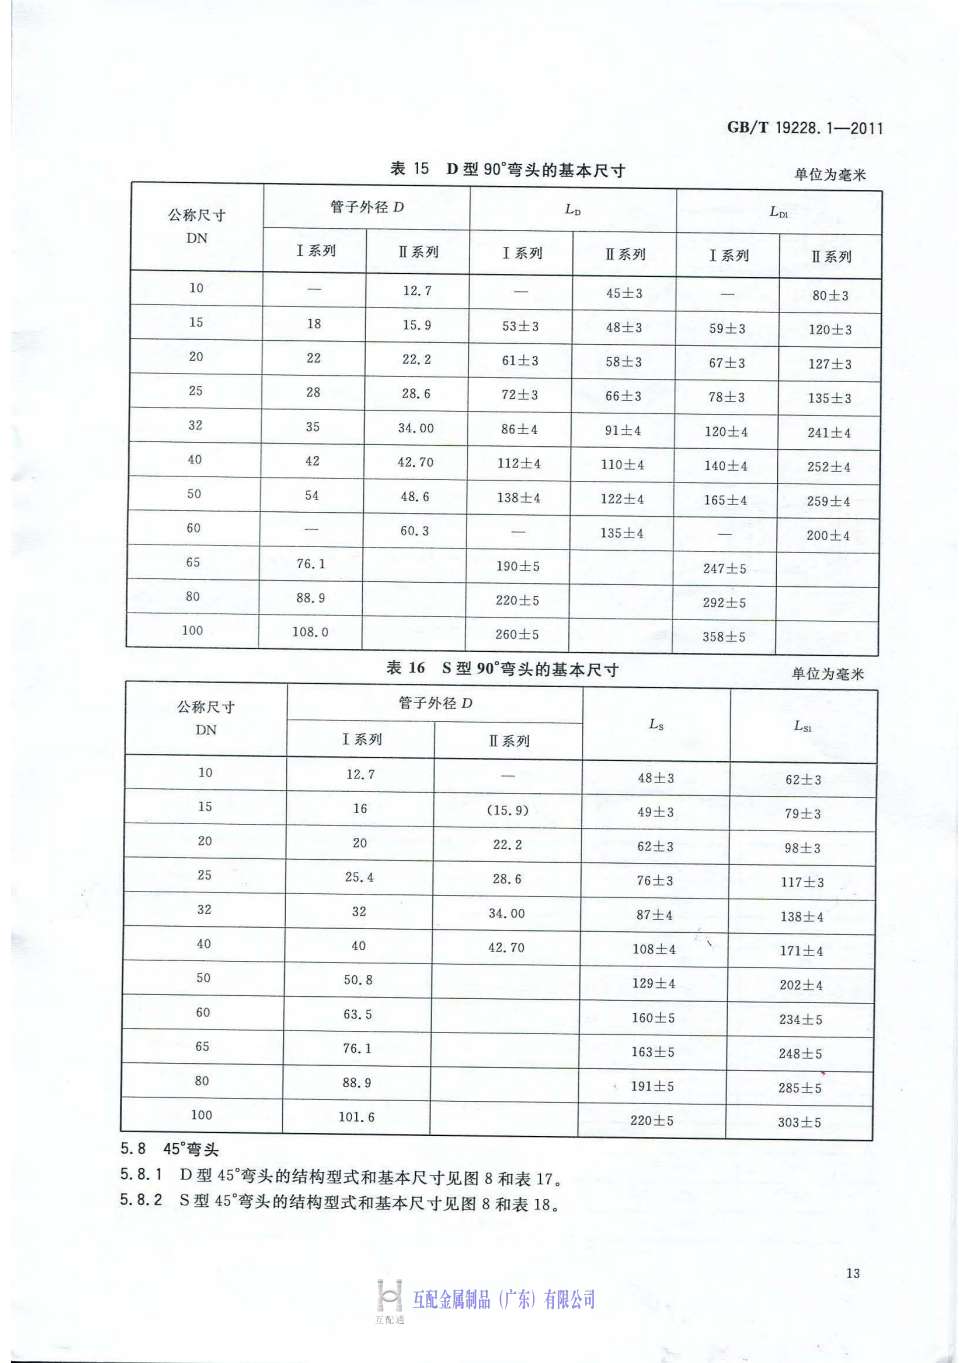 GB/T 19228.1—2011
表 15 D 型 90°弯头的基本尺寸
单位为毫米
公称尺寸 DN 管子外径 D L_D L_D1
Ⅰ系列 Ⅱ系列 Ⅰ系列 Ⅱ系列 Ⅰ系列 Ⅱ系列
10 — 12.7 — 45±3 — 80±3
15 18 15.9 53±3 48±3 59±3 120±3
20 22 22.2 61±3 58±3 67±3 127±3
25 28 28.6 72±3 66±3 78±3 135±3
32 35 34.00 86±4 91±4 120±4 241±4
40 42 42.70 112±4 110±4 140±4 252±4
50 54 48.6 138±4 122±4 165±4 259±4
60 — 60.3 — 135±4 — 200±4
65 76.1 190±5 247±5
80 88.9 220±5 292±5
100 108.0 260±5 358±5
表 16 S 型 90°弯头的基本尺寸
单位为毫米
公称尺寸 DN 管子外径 D L_S L_S1
Ⅰ系列 Ⅱ系列
10 12.7 — 48±3 62±3
15 16 (15.9) 49±3 79±3
20 20 22.2 62±3 98±3
25 25.4 28.6 76±3 117±3
32 32 34.00 87±4 138±4
40 40 42.70 108±4 171±4
50 50.8 129±4 202±4
60 63.5 160±5 234±5
65 76.1 163±5 248±5
80 88.9 191±5 285±5
100 101.6 220±5 303±5
5.8 45°弯头
5.8.1 D 型 45°弯头的结构型式和基本尺寸见图 8 和表 17。
5.8.2 S 型 45°弯头的结构型式和基本尺寸见图 8 和表 18。
13
互配金属制品（广东）有限公司
互配通